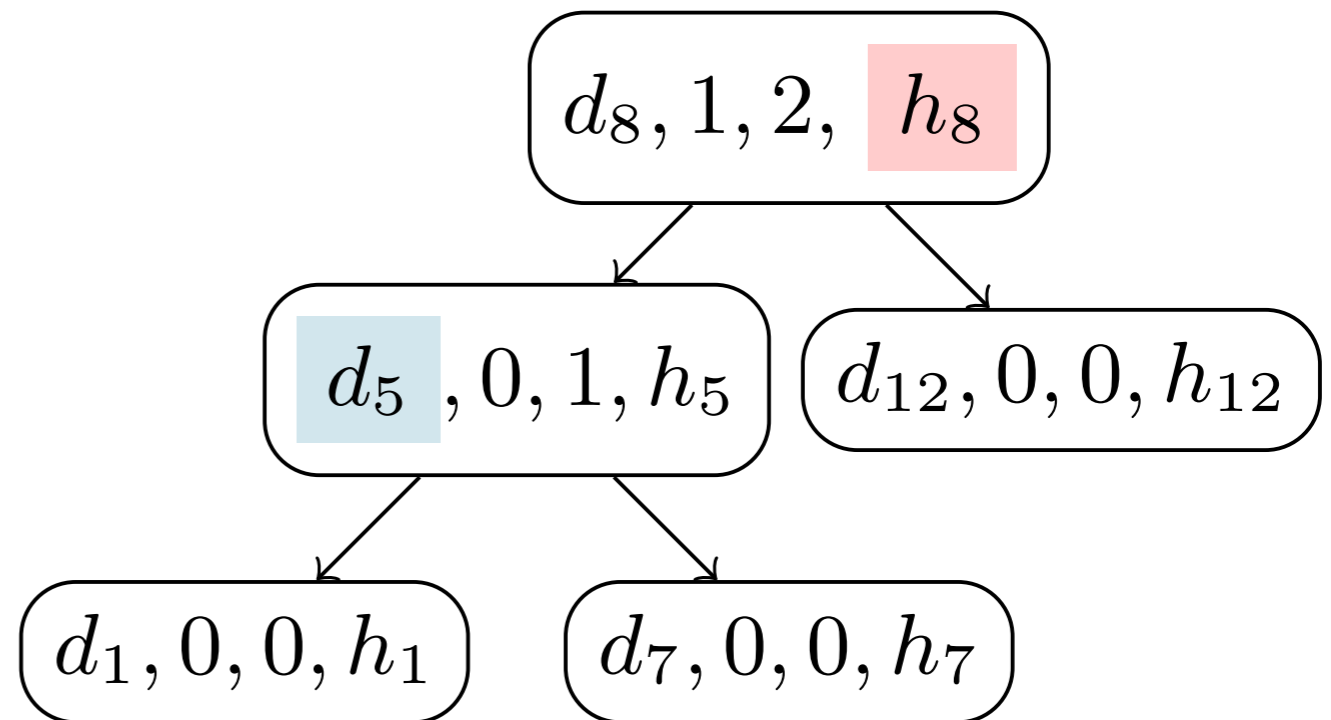 d₈, 1, 2, h₈
d₅, 0, 1, h₅
d₁₂, 0, 0, h₁₂
d₁, 0, 0, h₁
d₇, 0, 0, h₇